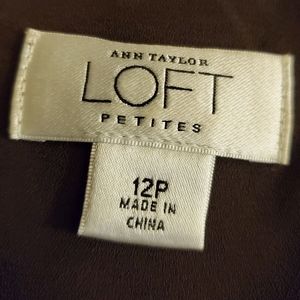 ANN TAYLOR
LOFT
PETITES
12P
MADE IN
CHINA